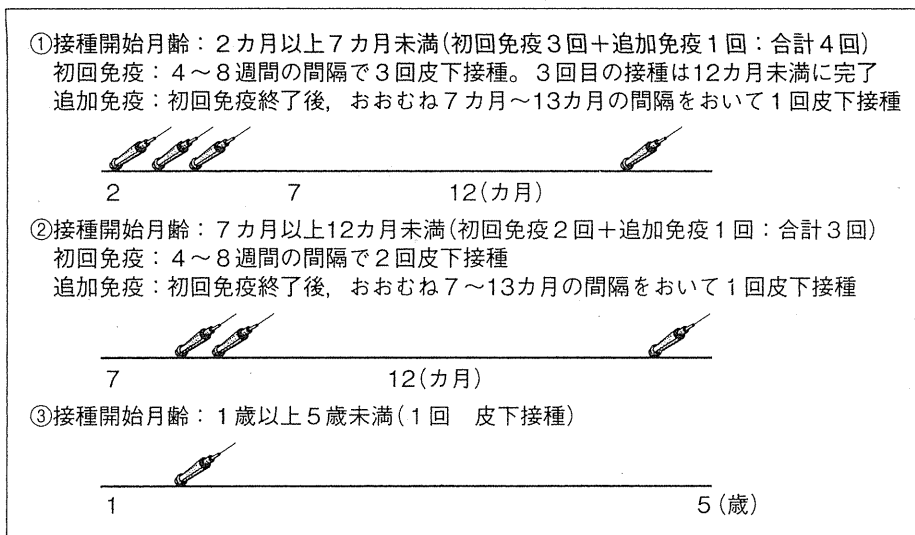 ①接種開始月齢：２カ月以上７カ月未満(初回免疫３回＋追加免疫１回：合計４回)
初回免疫：４～８週間の間隔で３回皮下接種。３回目の接種は12カ月未満に完了
追加免疫：初回免疫終了後，おおむね７カ月～13カ月の間隔をおいて１回皮下接種
2 7 12(カ月)
②接種開始月齢：７カ月以上12カ月未満(初回免疫２回＋追加免疫１回：合計３回)
初回免疫：４～８週間の間隔で２回皮下接種
追加免疫：初回免疫終了後，おおむね７～13カ月の間隔をおいて１回皮下接種
7 12(カ月)
③接種開始月齢：１歳以上５歳未満(１回　皮下接種)
1 5(歳)